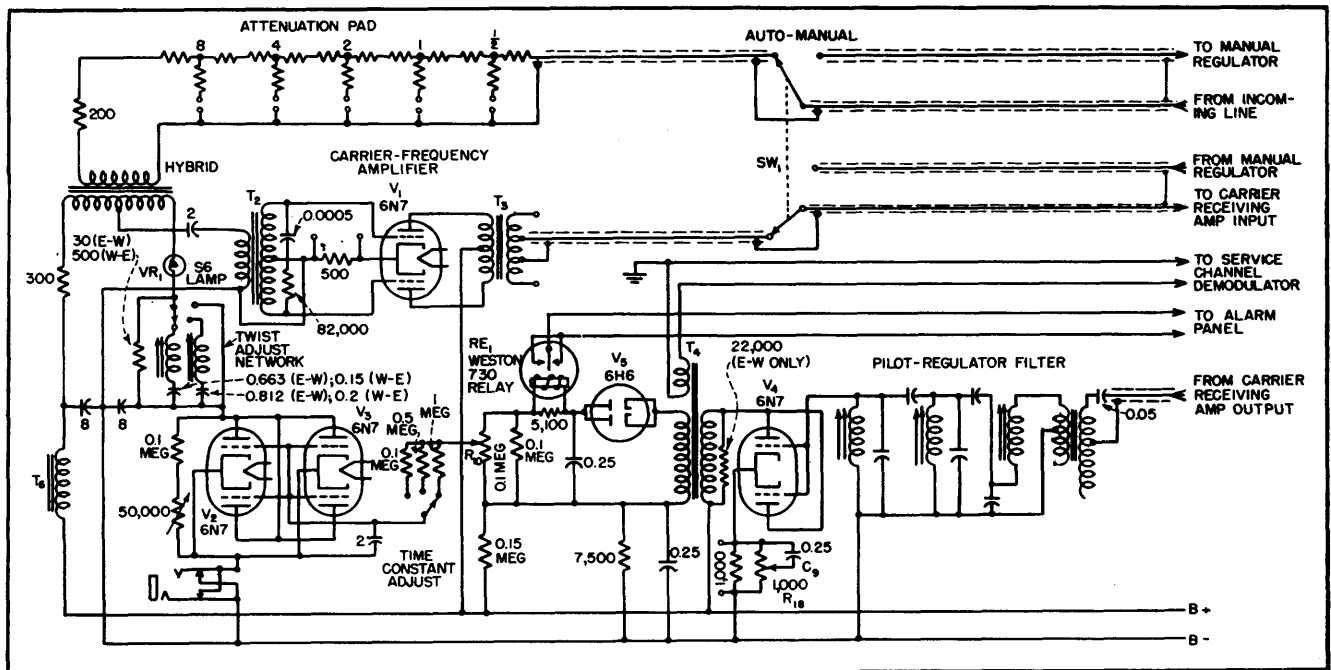 ATTENUATION PAD
8
4
2
1
1/2
AUTO-MANUAL
TO MANUAL
REGULATOR
FROM INCOM-
ING LINE
FROM MANUAL
REGULATOR
TO CARRIER
RECEIVING
AMP INPUT
TO SERVICE
CHANNEL
DEMODULATOR
TO ALARM
PANEL
FROM CARRIER
RECEIVING
AMP OUTPUT
SW1
200
HYBRID
CARRIER-FREQUENCY
AMPLIFIER
V1
6N7
T2
T3
2
0.0005
500
82,000
30 (E-W)
500 (W-E)
300
VR1
S6
LAMP
TWIST
ADJUST
NETWORK
0.663 (E-W); 0.15 (W-E)
0.812 (E-W); 0.2 (W-E)
8
8
T6
0.1
MEG
50,000
V2
6N7
V3
6N7
2
0.1
MEG
0.5
MEG,
1
MEG
TIME
CONSTANT
ADJUST
R10
0.1 MEG
0.1
MEG
0.15
MEG
RE1
WESTON
730
RELAY
5,100
V5
6H6
0.25
7,500
0.25
T4
22,000
(E-W ONLY)
V4
6N7
1,000
1,000
R18
0.25
C9
PILOT-REGULATOR FILTER
0.05
B+
B-